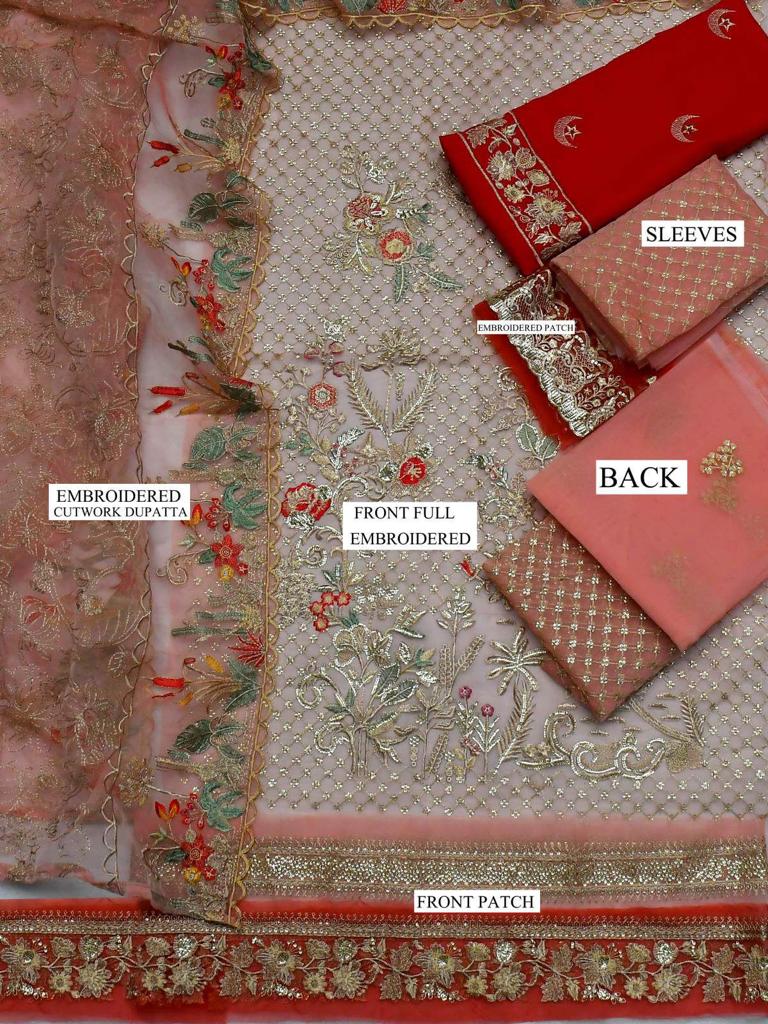 SLEEVES
EMBROIDERED PATCH
BACK
EMBROIDERED
CUTWORK DUPATTA
FRONT FULL
EMBROIDERED
FRONT PATCH